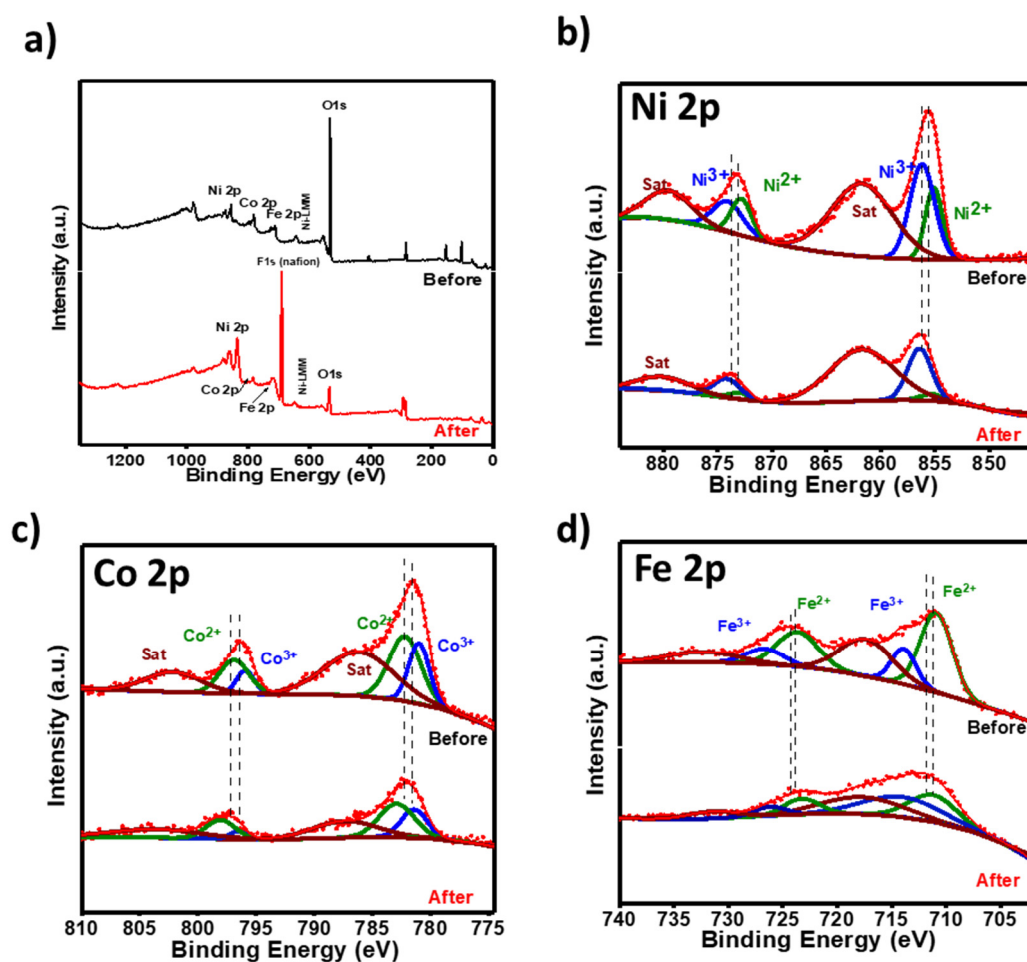 a)
O1s
Ni 2p
Co 2p
Fe 2p
Ni-LMM
Before
F1s (nafion)
Ni 2p
Co 2p
Fe 2p
Ni-LMM
O1s
After
Intensity (a.u.)
1200 1000 800 600 400 200 0
Binding Energy (eV)
b)
Ni 2p
Sat
Ni3+
Ni2+
Sat
Ni3+
Ni2+
Before
Sat
After
Intensity (a.u.)
880 875 870 865 860 855 850
Binding Energy (eV)
c)
Co 2p
Sat
Co2+
Co3+
Sat
Co2+
Co3+
Before
After
Intensity (a.u.)
810 805 800 795 790 785 780 775
Binding Energy (eV)
d)
Fe 2p
Fe3+
Fe2+
Fe3+
Fe2+
Before
After
Intensity (a.u.)
740 735 730 725 720 715 710 705
Binding Energy (eV)